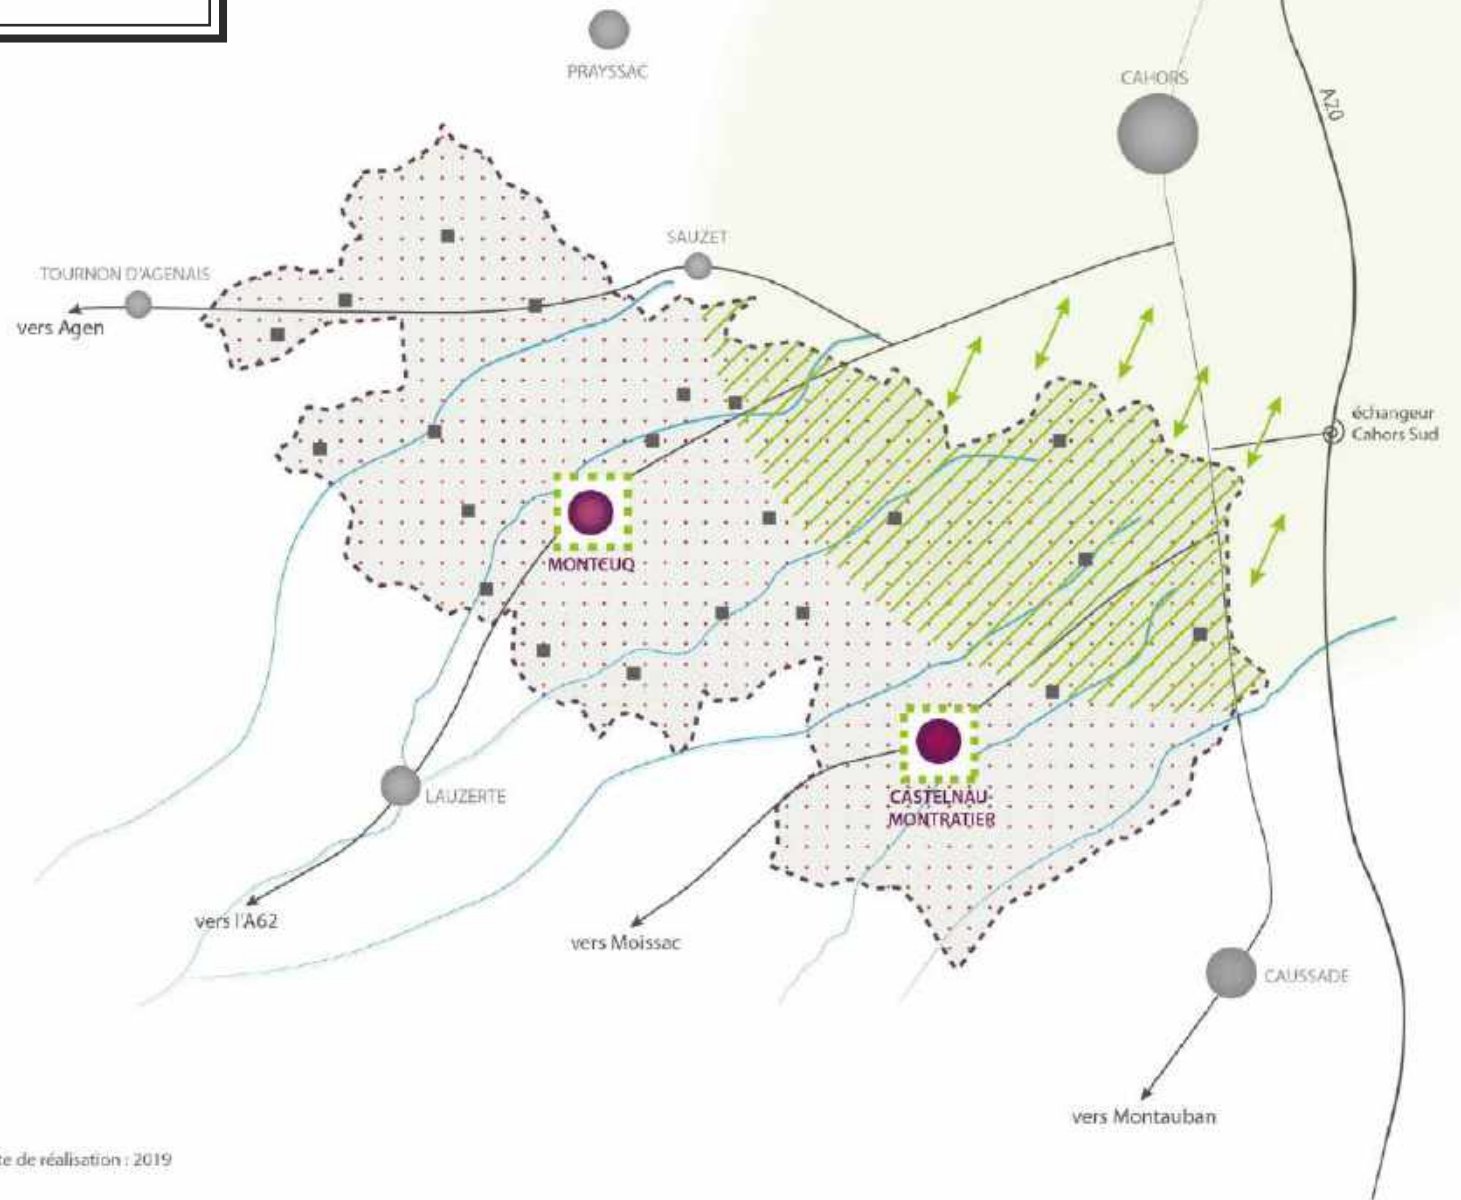 PRAYSSAC
CAHORS
A20
SAUZET
TOURNON D'AGENAIS
vers Agen
échangeur
Cahors Sud
MONTCUQ
CASTELNAU-
MONTRATIER
LAUZERTE
vers l'A62
vers Moissac
CAUSSADE
vers Montauban
te de réalisation : 2019